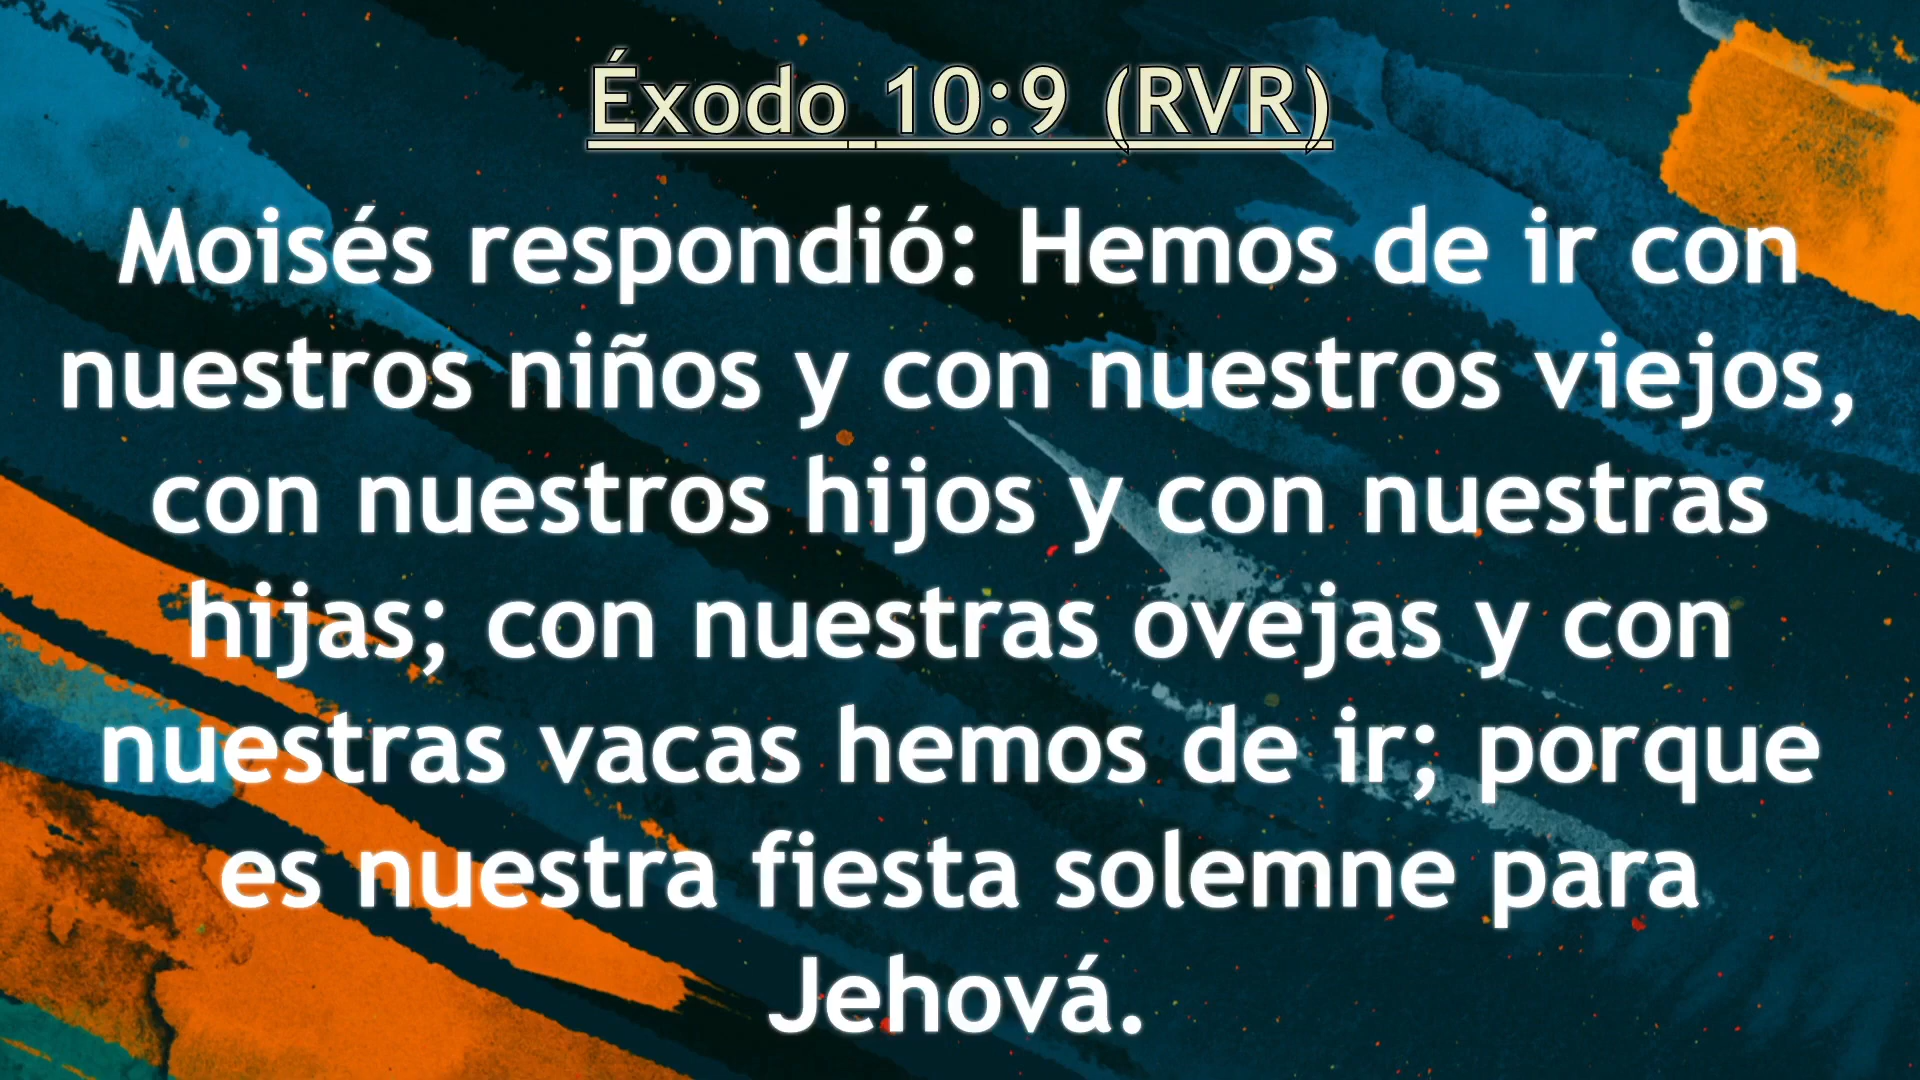 Éxodo 10:9 (RVR)
Moisés respondió: Hemos de ir con
nuestros niños y con nuestros viejos,
con nuestros hijos y con nuestras
hijas; con nuestras ovejas y con
nuestras vacas hemos de ir; porque
es nuestra fiesta solemne para
Jehová.